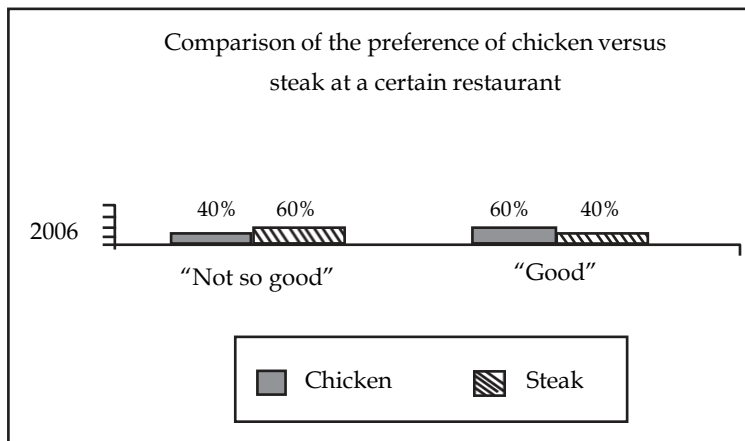 Comparison of the preference of chicken versus
steak at a certain restaurant
40% 60% 60% 40%
2006
“Not so good” “Good”
Chicken Steak